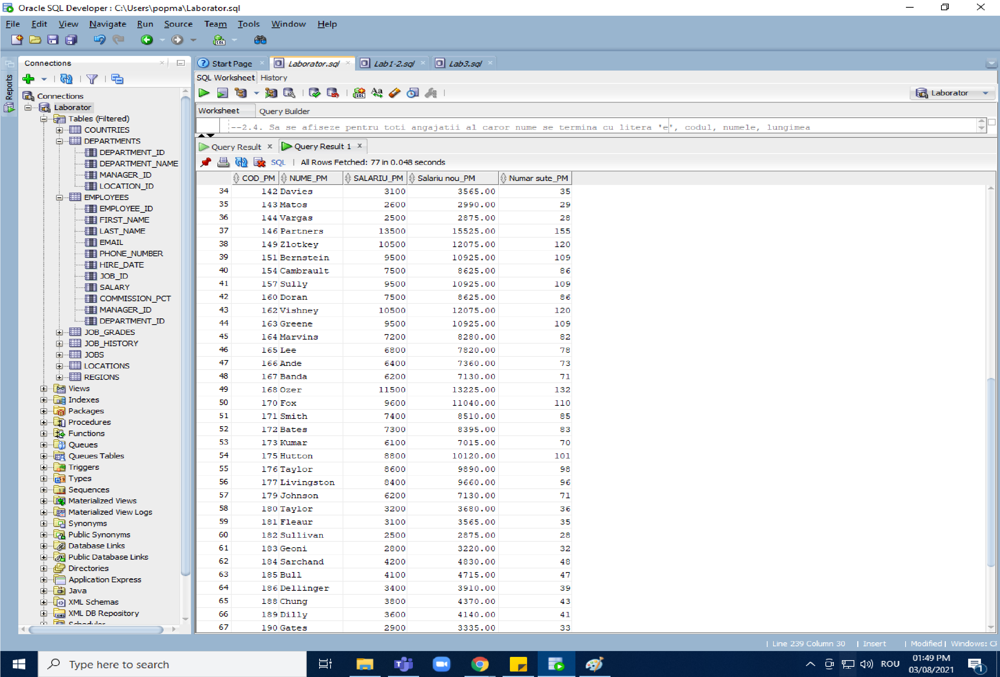 Oracle SQL Developer : C:\Users\popma\Laborator.sql
File Edit View Navigate Run Source Team Tools Window Help
Reports
Connections
Connections
Laborator
Tables (Filtered)
COUNTRIES
DEPARTMENTS
DEPARTMENT_ID
DEPARTMENT_NAME
MANAGER_ID
LOCATION_ID
EMPLOYEES
EMPLOYEE_ID
FIRST_NAME
LAST_NAME
EMAIL
PHONE_NUMBER
HIRE_DATE
JOB_ID
SALARY
COMMISSION_PCT
MANAGER_ID
DEPARTMENT_ID
JOB_GRADES
JOB_HISTORY
JOBS
LOCATIONS
REGIONS
Views
Indexes
Packages
Procedures
Functions
Queues
Queues Tables
Triggers
Types
Sequences
Materialized Views
Materialized View Logs
Synonyms
Public Synonyms
Database Links
Public Database Links
Directories
Application Express
Java
XML Schemas
XML DB Repository
Start Page Laborator.sql Lab1-2.sql Lab3.sql
SQL Worksheet History
Laborator
Worksheet Query Builder
--2.4. Sa se afiseze pentru toti angajatii al caror nume se termina cu litera 'e', codul, numele, lungimea
Query Result Query Result 1
SQL | All Rows Fetched: 77 in 0.048 seconds
COD_PM NUME_PM SALARIU_PM Salariu nou_PM Numar sute_PM
34 142 Davies 3100 3565.00 35
35 143 Matos 2600 2990.00 29
36 144 Vargas 2500 2875.00 28
37 146 Partners 13500 15525.00 155
38 149 Zlotkey 10500 12075.00 120
39 151 Bernstein 9500 10925.00 109
40 154 Cambrault 7500 8625.00 86
41 157 Sully 9500 10925.00 109
42 160 Doran 7500 8625.00 86
43 162 Vishney 10500 12075.00 120
44 163 Greene 9500 10925.00 109
45 164 Marvins 7200 8280.00 82
46 165 Lee 6800 7820.00 78
47 166 Ande 6400 7360.00 73
48 167 Banda 6200 7130.00 71
49 168 Ozer 11500 13225.00 132
50 170 Fox 9600 11040.00 110
51 171 Smith 7400 8510.00 85
52 172 Bates 7300 8395.00 83
53 173 Kumar 6100 7015.00 70
54 175 Hutton 8800 10120.00 101
55 176 Taylor 8600 9890.00 98
56 177 Livingston 8400 9660.00 96
57 179 Johnson 6200 7130.00 71
58 180 Taylor 3200 3680.00 36
59 181 Fleaur 3100 3565.00 35
60 182 Sullivan 2500 2875.00 28
61 183 Geoni 2800 3220.00 32
62 184 Sarchand 4200 4830.00 48
63 185 Bull 4100 4715.00 47
64 186 Dellinger 3400 3910.00 39
65 188 Chung 3800 4370.00 43
66 189 Dilly 3600 4140.00 41
67 190 Gates 2900 3335.00 33
| Line 239 Column 30 | Insert | Modified | Windows:
Type here to search
ROU
01:49 PM
03/08/2021
1